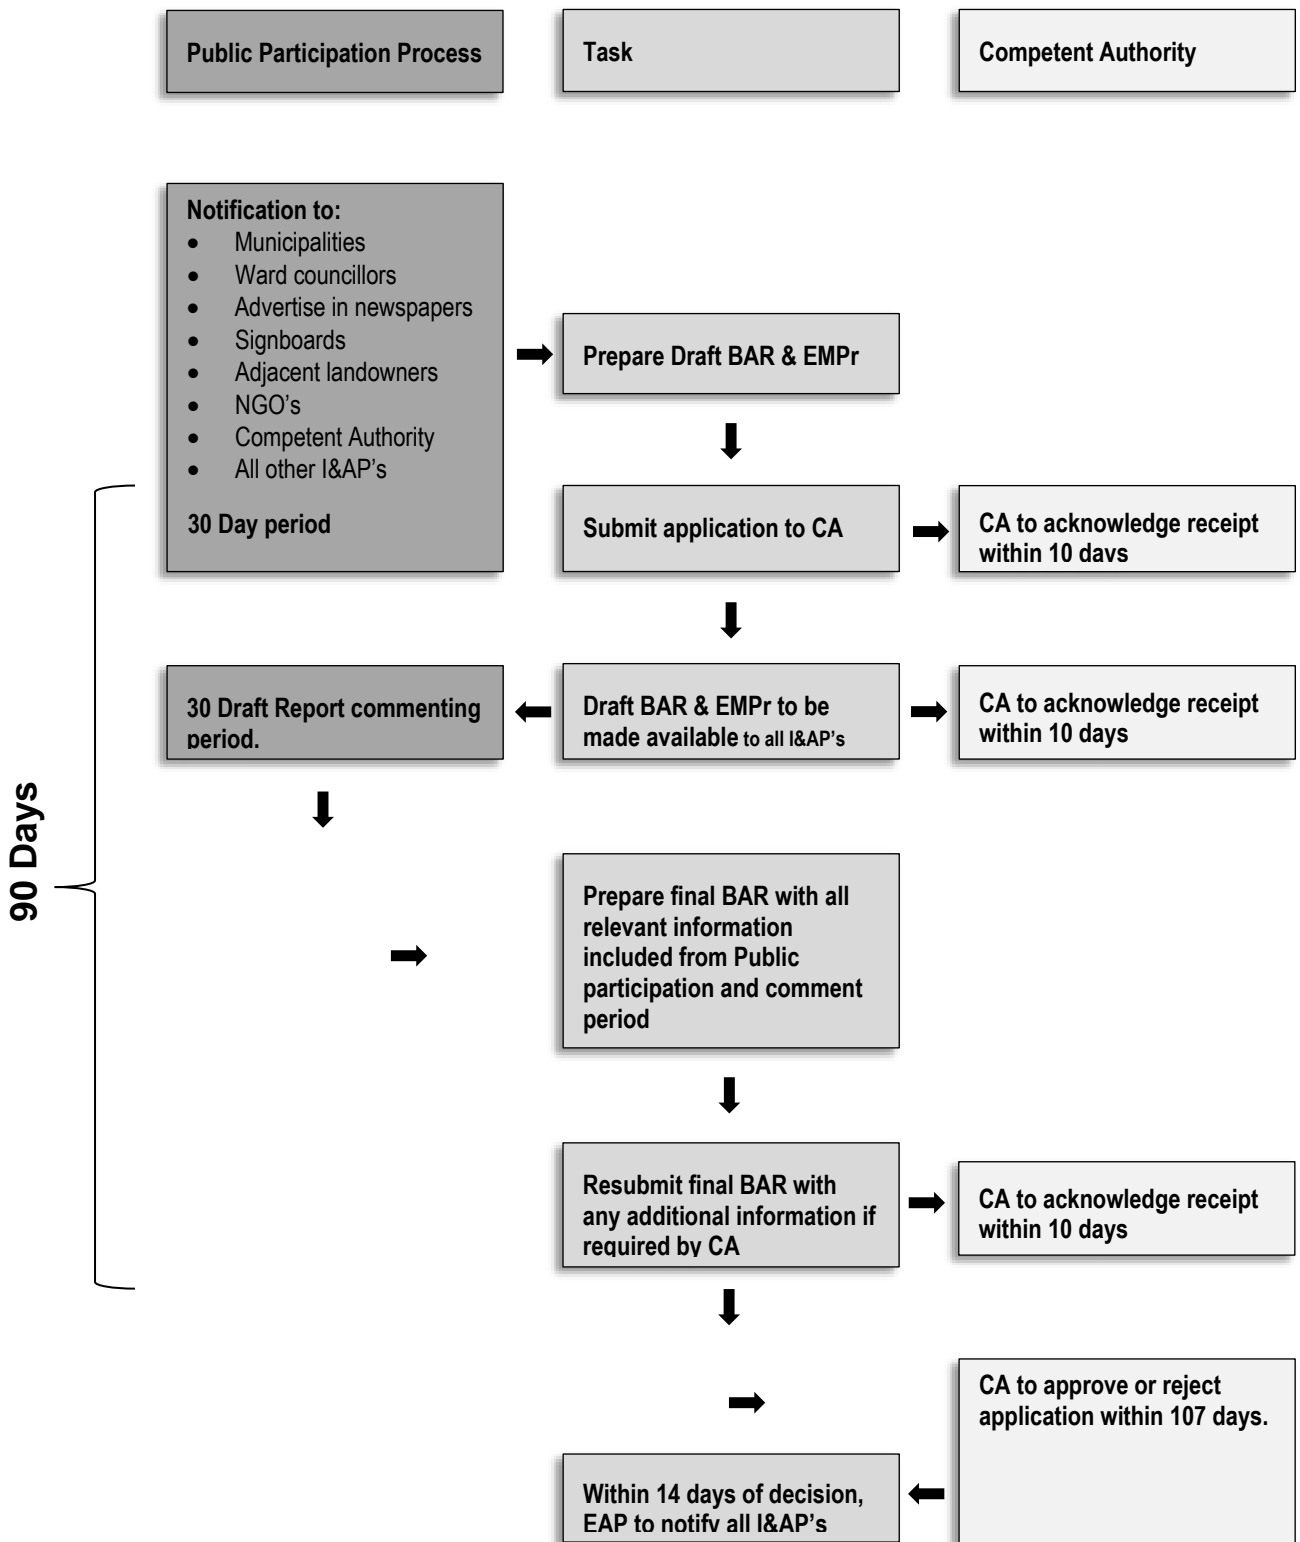 Public Participation Process
Task
Competent Authority
Notification to:
• Municipalities
• Ward councillors
• Advertise in newspapers
• Signboards
• Adjacent landowners
• NGO's
• Competent Authority
• All other I&AP's
30 Day period
Prepare Draft BAR & EMPr
Submit application to CA
CA to acknowledge receipt
within 10 days
30 Draft Report commenting
period.
Draft BAR & EMPr to be
made available to all I&AP's
CA to acknowledge receipt
within 10 days
90 Days
Prepare final BAR with all
relevant information
included from Public
participation and comment
period
Resubmit final BAR with
any additional information if
required by CA
CA to acknowledge receipt
within 10 days
CA to approve or reject
application within 107 days.
Within 14 days of decision,
EAP to notify all I&AP's